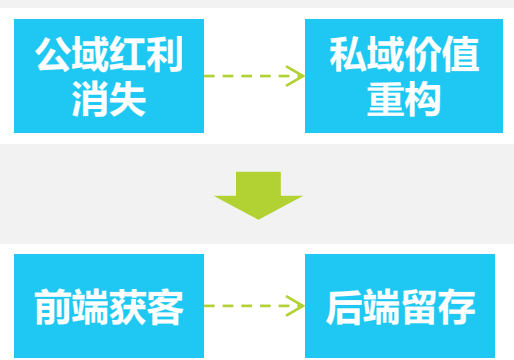 公域红利
消失
私域价值
重构
前端获客
后端留存